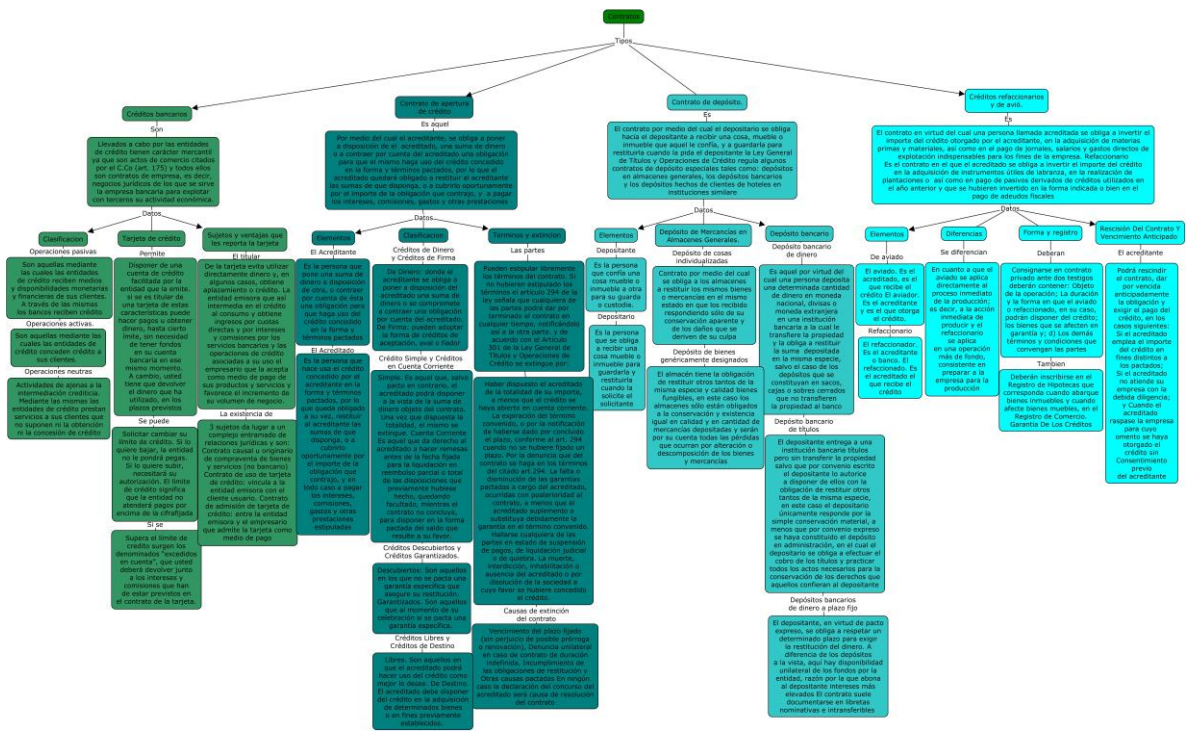 Contratos
Tipos
Créditos bancarios
Son
Llevados a cabo por las entidades
de crédito tienen carácter mercantil
ya que son actos de comercio citados
por el C.Co (art. 175) y todos ellos
son contratos de empresa, es decir,
negocios jurídicos de los que se sirve
la empresa bancaria para explotar
con terceros su actividad económica.
Datos
Clasificacion
Operaciones pasivas
Son aquellas mediante
las cuales las entidades
de crédito reciben medios
y disponibilidades monetarias
y financieras de sus clientes.
A través de las mismas
los bancos reciben crédito
Operaciones activas.
Son aquellas mediante las
cuales las entidades de
crédito conceden crédito a
sus clientes.
Operaciones neutras
Actividades de ajenas a la
intermediación crediticia.
Mediante las mismas las
entidades de crédito prestan
servicios a sus clientes que
no suponen ni la obtención
ni la concesión de crédito
Tarjeta de crédito
Permite
Disponer de una
cuenta de crédito
facilitada por la
entidad que la emite.
si sé es titular de
una tarjeta de estas
características puede
hacer pagos u obtener
dinero, hasta cierto
límite, sin necesidad
de tener fondos
en su cuenta
bancaria en ese
mismo momento.
A cambio, usted
tiene que devolver
el dinero que ha
utilizado, en los
plazos previstos
Se puede
Solicitar cambiar su
límite de crédito. Si lo
quiere bajar, la entidad
no le pondrá pegas.
Si lo quiere subir,
necesitará su
autorización. El límite
de crédito significa
que la entidad no
atenderá pagos por
encima de la cifrafijada
Si se
Supera el límite de
crédito surgen los
denominados "excedidos
en cuenta", que usted
deberá devolver junto
a los intereses y
comisiones que han
de estar previstos en
el contrato de la tarjeta.
Sujetos y ventajas que
les reporta la tarjeta
El titular
De la tarjeta evita utilizar
directamente dinero y, en
algunos casos, obtiene
aplazamiento o crédito. La
entidad emisora que así
intermedia en el crédito
al consumo y obtiene
ingresos por cuotas
directas y por intereses
y comisiones por los
servicios bancarios y las
operaciones de crédito
asociadas a su uso el
empresario que la acepta
como medio de pago de
sus productos y servicios y
favorece el incremento de
su volumen de negocio.
La existencia de
3 sujetos da lugar a un
complejo entramado de
relaciones jurídicas y son:
Contrato causal u originario
de compraventa de bienes
y servicios (no bancario)
Contrato de uso de tarjeta
de crédito: vincula a la
entidad emisora con el
cliente usuario. Contrato
de admisión de tarjeta de
crédito: entre la entidad
emisora y el empresario
que admite la tarjeta como
medio de pago
Contrato de apertura
de crédito
Es aquel
Por medio del cual el acreditante, se obliga a poner
a disposición de el acreditado, una suma de dinero
o a contraer por cuenta del acreditado una obligación
para que el mismo haga uso del crédito concedido
en la forma y términos pactados, por lo que el
acreditado quedará obligado a restituir al acreditante
las sumas de que disponga, o a cubrirlo oportunamente
por el importe de la obligación que contrajo, y a pagar
los intereses, comisiones, gastos y otras prestaciones
Datos
Elementos
El Acreditante
Es la persona que
pone una suma de
dinero a disposición
de otra, o contraer
por cuenta de ésta
una obligación para
que haga uso del
crédito concedido
en la forma y
términos pactados
El Acreditado
Es la persona que
hace uso el crédito
concedido por el
acreditante en la
forma y términos
pactados, por lo
que queda obligado
a su vez, restituir
al acreditante las
sumas de que
disponga, o a
cubrirlo
oportunamente por
el importe de la
obligación que
contrajo, y en
todo caso a pagar
los intereses,
comisiones,
gastos y otras
prestaciones
estipuladas
Clasificacion
Créditos de Dinero
y Créditos de Firma
De Dinero: donde el
acreditante se obliga a
poner a disposición del
acreditado una suma de
dinero o se compromete
a contraer una obligación
por cuenta del acreditado.
De Firma: pueden adoptar
la forma de créditos de
aceptación, aval o fiador
Crédito Simple y Créditos
en Cuenta Corriente
Simple. Es aquel que, salvo
pacto en contrario, el
acreditado podrá disponer
a la vista de la suma de
dinero objeto del contrato.
Una vez que dispuesta la
totalidad, el mismo se
extingue. Cuenta Corriente
Es aquel que da derecho al
acreditado a hacer remesas
antes de la fecha fijada
para la liquidación en
reembolso parcial o total
de las disposiciones que
previamente hubiese
hecho, quedando
facultado, mientras el
contrato no concluya,
para disponer en la forma
pactada del saldo que
resulte a su favor.
Créditos Descubiertos y
Créditos Garantizados.
Descubiertos: Son aquellos
en los que no se pacta una
garantía específica que
asegure su restitución.
Garantizados. Son aquellos
que al momento de su
celebración si se pacta una
garantía específica.
Créditos Libres y
Créditos de Destino
Libres. Son aquellos en
que el acreditado podrá
hacer uso del crédito como
mejor lo desee. De Destino.
El acreditado debe disponer
del crédito en la adquisición
de determinados bienes
o en fines previamente
establecidos.
Terminos y extincion
Las partes
Pueden estipular libremente
los términos del contrato. Si
no hubieren estipulado los
términos el artículo 294 de la
ley señala que cualquiera de
las partes podrá dar por
terminado el contrato en
cualquier tiempo, notificándolo
así a la otra parte. y de
acuerdo con el Artículo
301 de la Ley General de
Títulos y Operaciones de
Crédito se extingue por:
Haber dispuesto el acreditado
de la totalidad de su importe,
a menos que el crédito se
haya abierto en cuenta corriente.
La expiración del término
convenido, o por la notificación
de haberse dado por concluido
el plazo, conforme al art. 294
cuando no se hubiere fijado un
plazo. Por la denuncia que del
contrato se haga en los términos
del citado art.294. La falta o
disminución de las garantías
pactadas a cargo del acreditado,
ocurridas con posterioridad al
contrato, a menos que el
acreditado suplemento o
substituya debidamente la
garantía en el término convenido.
Hallarse cualquiera de las
partes en estado de suspensión
de pagos, de liquidación judicial
o de quiebra. La muerte,
interdicción, inhabilitación o
ausencia del acreditado o por
disolución de la sociedad a
cuyo favor se hubiere concedido
el crédito.
Causas de extinción
del contrato
Vencimiento del plazo fijado
(sin perjuicio de posible prórroga
o renovación), Denuncia unilateral
en caso de contrato de duración
indefinida, Incumplimiento de
las obligaciones de restitución y
Otras causas pactadas En ningún
caso la declaración del concurso del
acreditado será causa de resolución
del contrato
Contrato de depósito.
Es
El contrato por medio del cual el depositario se obliga
hacia el depositante a recibir una cosa, mueble o
inmueble que aquel le confía, y a guardarla para
restituirla cuando la pida el depositante la Ley General
de Títulos y Operaciones de Crédito regula algunos
contratos de depósito especiales tales como: depósitos
en almacenes generales, los depósitos bancarios
y los depósitos hechos de clientes de hoteles en
instituciones similare
Datos
Elementos
Depositante
Es la persona
que confía una
cosa mueble o
inmueble a otra
para su guarda
o custodia.
Depositario
Es la persona
que se obliga
a recibir una
cosa mueble o
inmueble para
guardarla y
restituirla
cuando la
solicita el
solicitante
Depósito de Mercancías en
Almacenes Generales.
Depósito de cosas
individualizadas
Contrato por medio del cual
se obliga a los almacenes
a restituir los mismos bienes
o mercancías en el mismo
estado en que los recibido
respondiendo sólo de su
conservación aparente y
de los daños que se
deriven de su culpa
Depósito de bienes
genéricamente designados
El almacén tiene la obligación
de restituir otros tantos de la
misma especie y calidad bienes
fungibles, en este caso los
almacenes sólo están obligados
a la conservación y existencia
igual en calidad y en cantidad de
mercancías depositadas y serán
por su cuenta todas las pérdidas
que ocurran por alteración o
descomposición de los bienes
y mercancías
Depósito bancario
Depósito bancario
de dinero
Es aquel por virtud del
cual una persona deposita
una determinada cantidad
de dinero en moneda
nacional, divisas o
moneda extranjera
en una institución
bancaria a la cual le
transfiere la propiedad
y la obliga a restituir
la suma depositada
en la misma especie,
salvo el caso de los
depósitos que se
constituyan en sacos,
cajas o sobres cerrados
que no transfieren
la propiedad al banco
Depósito bancario
de títulos
El depositante entrega a una
institución bancaria títulos
pero sin transferir la propiedad
salvo que por convenio escrito
el depositante lo autorice
a disponer de ellos con la
obligación de restituir otros
tantos de la misma especie,
en este caso el depositario
únicamente responde por la
simple conservación material, a
menos que por convenio expreso
se haya constituido el depósito
en administración, en el cual el
depositario se obliga a efectuar el
cobro de los títulos y practicar
todos los actos necesarios para la
conservación de los derechos que
aquellos confieran al depositante
Depósitos bancarios
de dinero a plazo fijo
El depositante, en virtud de pacto
expreso, se obliga a respetar un
determinado plazo para exigir
la restitución del dinero. A
diferencia de los depósitos
a la vista, aquí hay disponibilidad
unilateral de los fondos por la
entidad, razón por la que abona
al depositante intereses más
elevados El contrato suele
documentarse en libretas
nominativas e intransferibles
Créditos refaccionarios
y de avió.
Es
El contrato en virtud del cual una persona llamada acreditada se obliga a invertir el
importe del crédito otorgado por el acreditante, en la adquisición de materias
primas y materiales, así como en el pago de jornales, salarios y gastos directos de
explotación indispensables para los fines de la empresa. Refaccionario
Es el contrato en el que el acreditado se obliga a invertir el importe del crédito
en la adquisición de instrumentos útiles de labranza, en la realización de
plantaciones o así como en pago de pasivos derivados de créditos utilizados en
el año anterior y que se hubieren invertido en la forma indicada o bien en el
pago de adeudos fiscales
Datos
Elementos
De aviado
El aviado. Es el
acreditado, es el que
recibe el crédito El aviador.
Es el acreditante
y es el que otorga
el crédito.
Refaccionario
El refaccionador.
Es el acreditante
o banco. El
refaccionado. Es
el acreditado el
que recibe el
crédito
Diferencias
Se diferencian
En cuanto a que el
aviado se aplica
directamente al
proceso inmediato de
la producción; es
decir, a la acción
inmediata de
producir y el
refaccionario
se aplica
en una operación
más de fondo,
consistente en
preparar a la
empresa para la
producción
Forma y registro
Deberan
Consignarse en contrato
privado ante dos testigos
deberán contener: Objeto
de la operación; La duración
y la forma en que el aviado
o refaccionado, en su caso,
podrán disponer del crédito;
los bienes que se afecten en
garantía y; d) Los demás
términos y condiciones que
convengan las partes
Tambien
Deberán inscribirse en el
Registro de Hipotecas que
corresponda cuando abarque
bienes inmuebles y cuando
afecte bienes muebles, en el
Registro de Comercio.
Garantía De Los Créditos
Rescisión Del Contrato Y
Vencimiento Anticipado
El acreditante
Podrá rescindir
el contrato, dar
por vencida
anticipadamente la
obligación y
exigir el pago del
crédito, en los
casos siguientes:
Si el acreditado
emplea el importe
del crédito en
fines distintos a
los pactados;
Si el acreditado
no atiende su
empresa con la
debida diligencia;
y Cuando el
acreditado
raspase la empresa
para cuyo
omento se haya
otorgado el
crédito sin
Consentimiento
previo
del acreditante